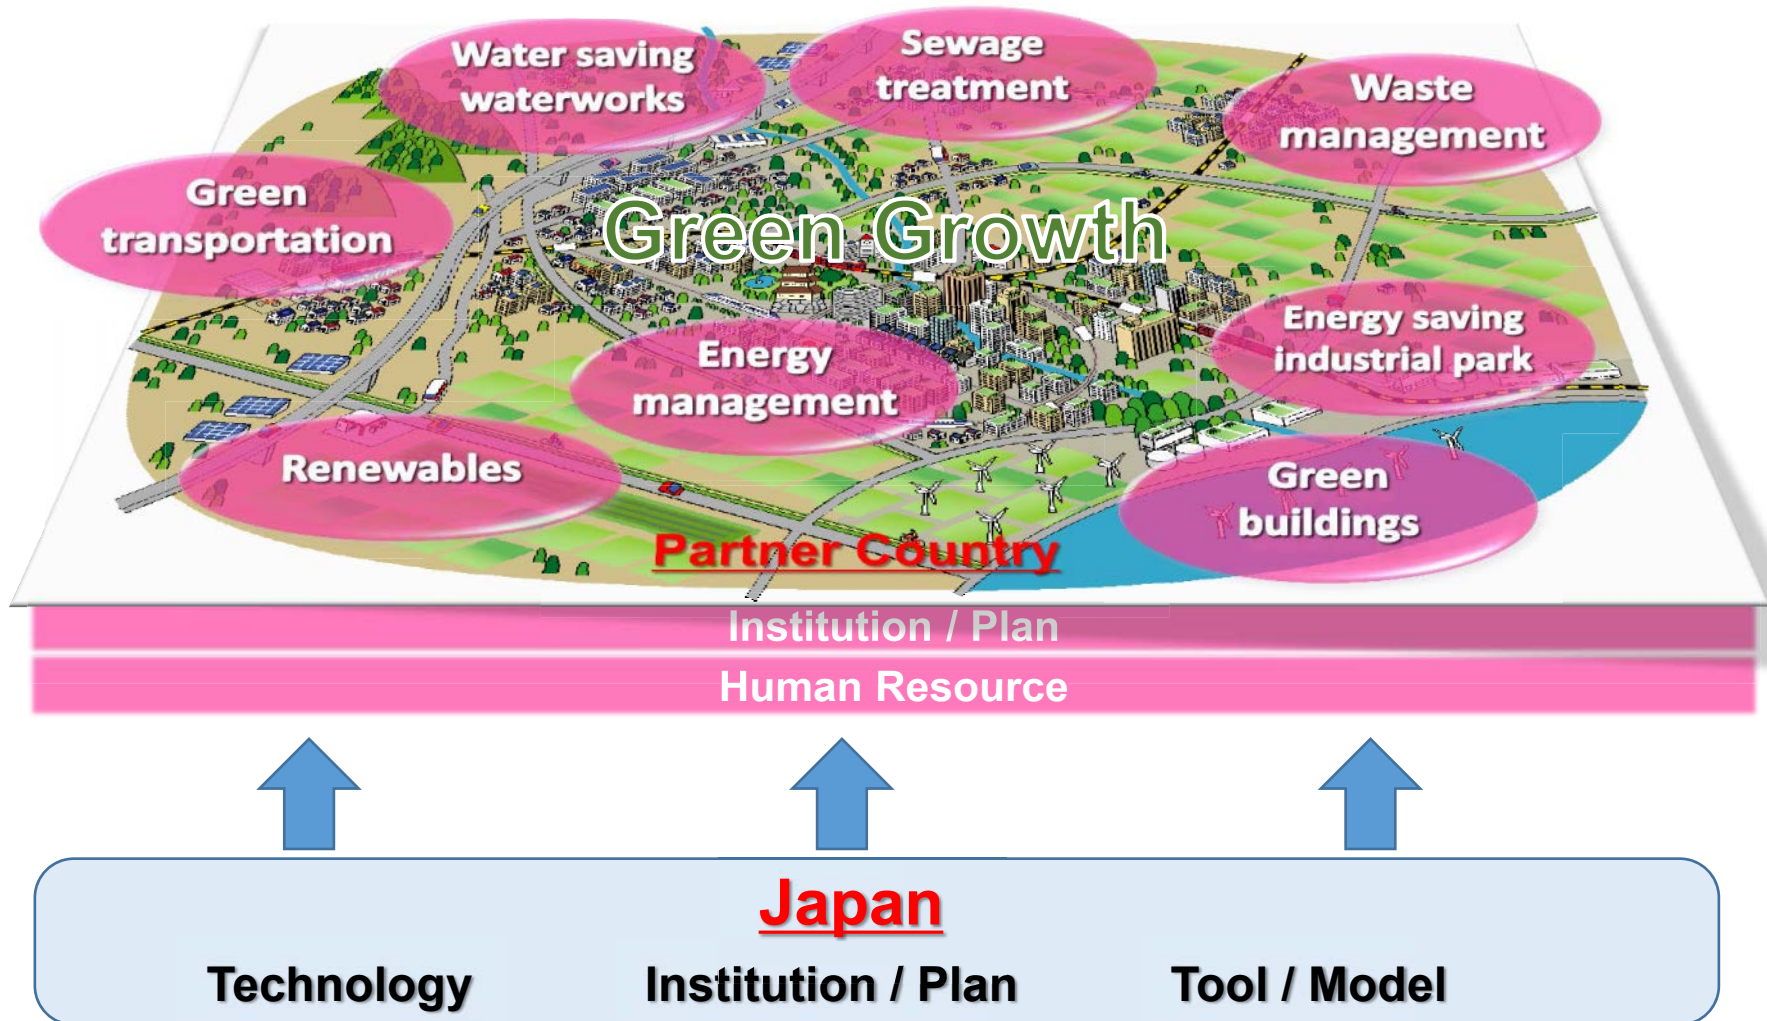 Water saving
waterworks
Sewage
treatment
Waste
management
Green
transportation
Green Growth
Energy saving
industrial park
Energy
management
Renewables
Green
buildings
Partner Country
Institution / Plan
Human Resource
Japan
Technology
Institution / Plan
Tool / Model